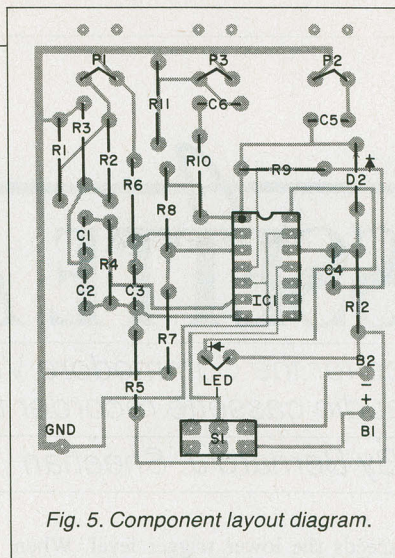 P1 P3 P2
R11 C6
R1 R3 R2 C5
R6 R10 R9 D2
R8
C1 R4 C4
C2 C3 IC1 R12
R7
LED B2
R5 −
+
GND S1 B1
Fig. 5. Component layout diagram.